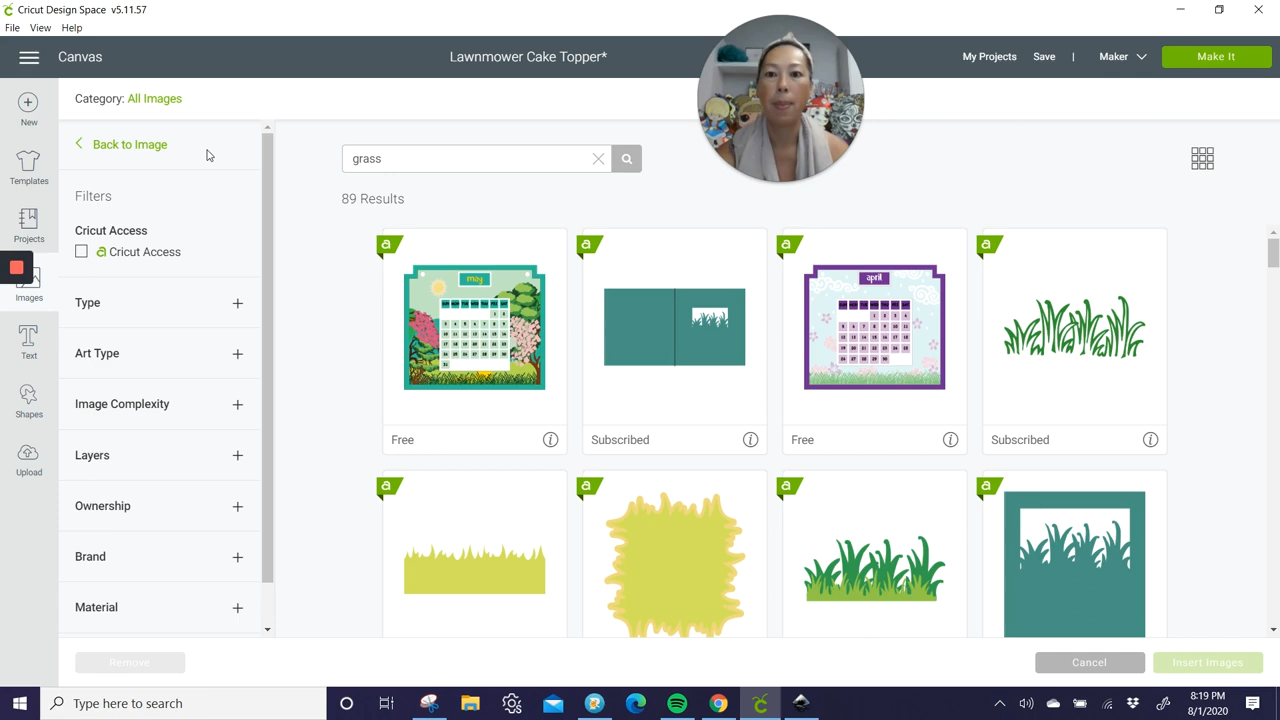 Cricut Design Space v5.11.57
File View Help
Canvas
Lawnmower Cake Topper*
My Projects Save | Maker Make It
New
Templates
Projects
Images
Text
Shapes
Upload
Category: All Images
Back to Image
Filters
Cricut Access
Cricut Access
Type
Art Type
Image Complexity
Layers
Ownership
Brand
Material
grass
89 Results
may
april
Free
Subscribed
Free
Subscribed
Remove
Cancel
Insert Images
Type here to search
8:19 PM
8/1/2020